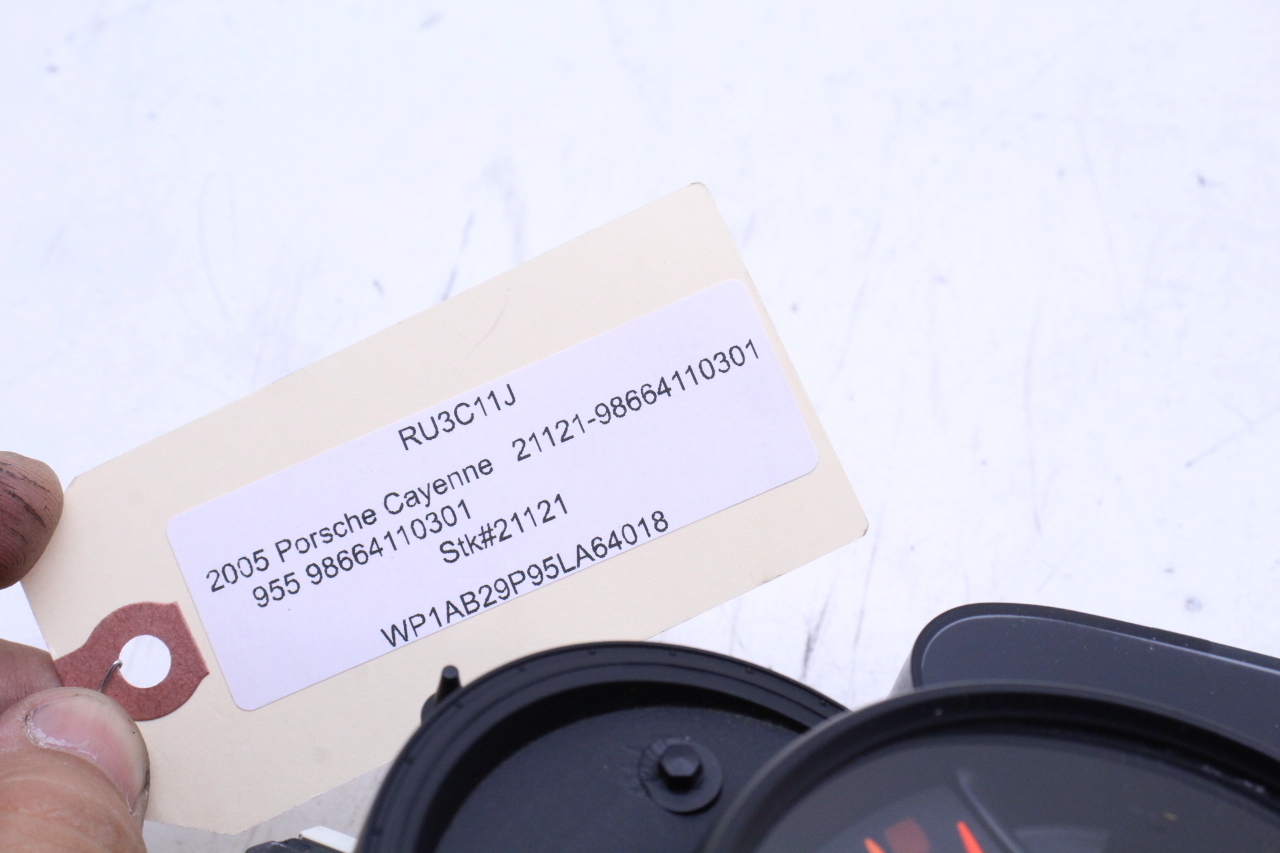 RU3C11J
2005 Porsche Cayenne 21121-98664110301
955 98664110301
Stk#21121
WP1AB29P95LA64018